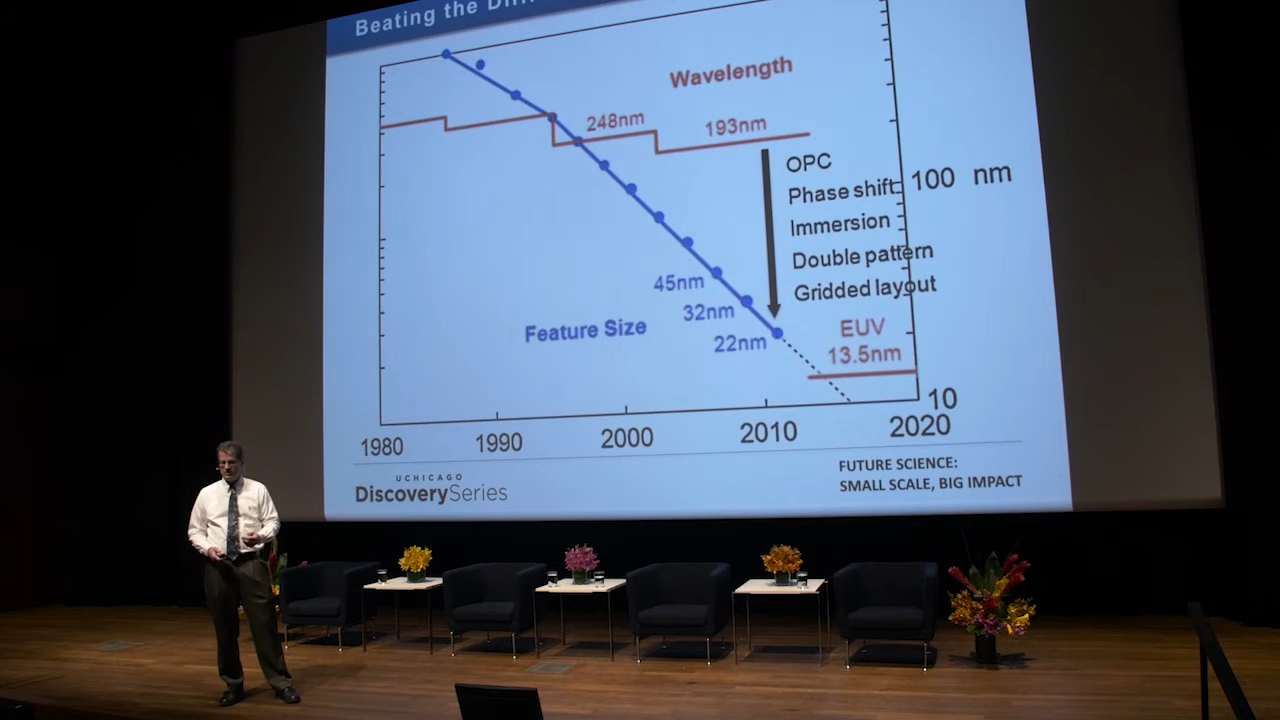 Beating the
Wavelength
248nm
193nm
OPC
Phase shift
100 nm
Immersion
Double pattern
45nm
Gridded layout
32nm
Feature Size
EUV
22nm
13.5nm
10
1980 1990 2000 2010 2020
UCHICAGO
DiscoverySeries
FUTURE SCIENCE:
SMALL SCALE, BIG IMPACT